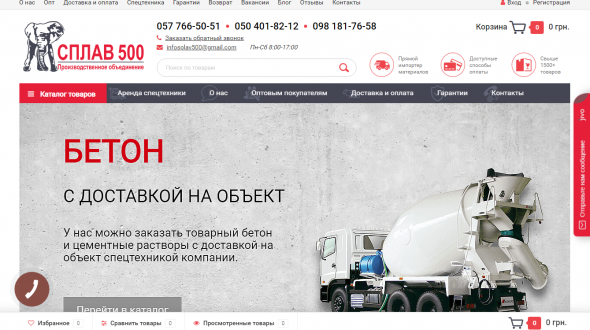 О нас Опт Доставка и оплата Спецтехника Гарантии Возврат Вакансии Блог Отзывы Контакты Вход Регистрация
СПЛАВ 500
Производственное объединение
057 766-50-51 050 401-82-12 098 181-76-58
Заказать обратный звонок
infosplav500@gmail.com Пн-Сб 8:00-17:00
Поиск по товарам
Прямой импортер материалов
Доступные способы оплаты
Свыше 1500+ товаров
Корзина 0 0 грн.
Каталог товаров Аренда спецтехники О нас Оптовым покупателям Доставка и оплата Гарантии Контакты
БЕТОН
С ДОСТАВКОЙ НА ОБЪЕКТ
У нас можно заказать товарный бетон
и цементные растворы с доставкой на
объект спецтехникой компании.
Перейти в каталог
Отправьте нам сообщение jivo
Избранное 0 Сравнить товары 0 Просмотренные товары 0 0 0 грн.